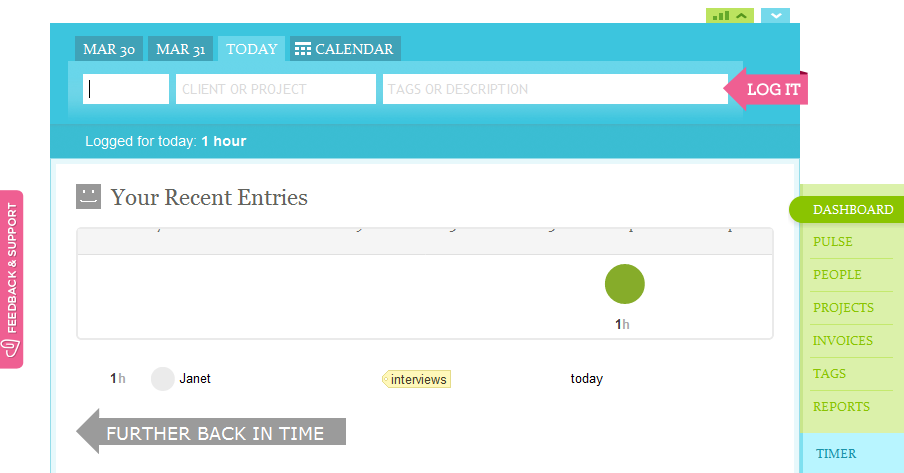 MAR 30 MAR 31 TODAY CALENDAR
CLIENT OR PROJECT TAGS OR DESCRIPTION LOG IT
Logged for today: 1 hour
Your Recent Entries
1h
1h Janet interviews today
FURTHER BACK IN TIME
FEEDBACK & SUPPORT
DASHBOARD
PULSE
PEOPLE
PROJECTS
INVOICES
TAGS
REPORTS
TIMER